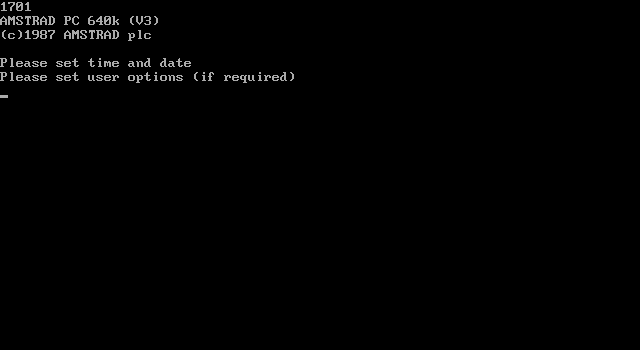 1701
AMSTRAD PC 640k (V3)
(c)1987 AMSTRAD plc
Please set time and date
Please set user options (if required)